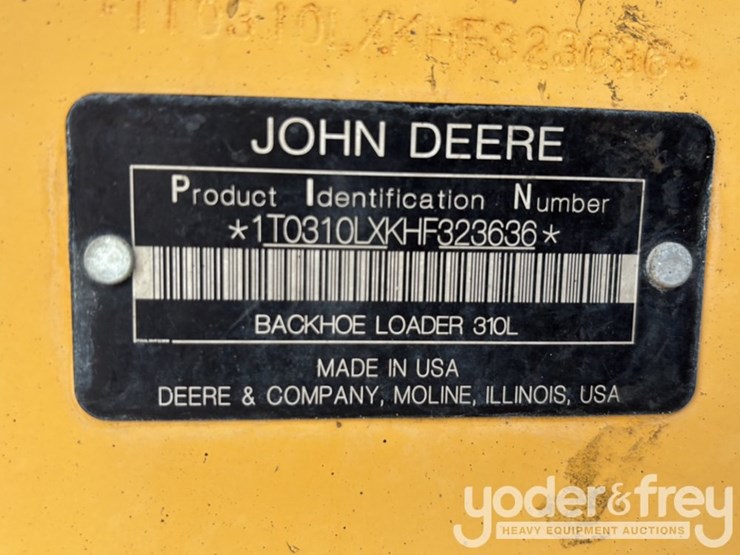 *1T0310LXKHF323636*
JOHN DEERE
Product Identification Number
*1T0310LXKHF323636*
BACKHOE LOADER 310L
MADE IN USA
DEERE & COMPANY, MOLINE, ILLINOIS, USA
yoder&frey
HEAVY EQUIPMENT AUCTIONS